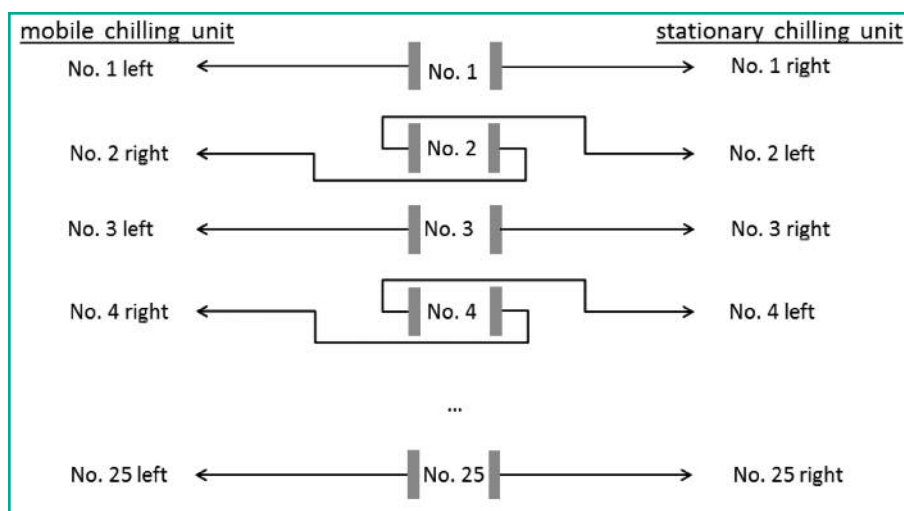 mobile chilling unit
stationary chilling unit
No. 1 left
No. 1
No. 1 right
No. 2 right
No. 2
No. 2 left
No. 3 left
No. 3
No. 3 right
No. 4 right
No. 4
No. 4 left
...
No. 25 left
No. 25
No. 25 right